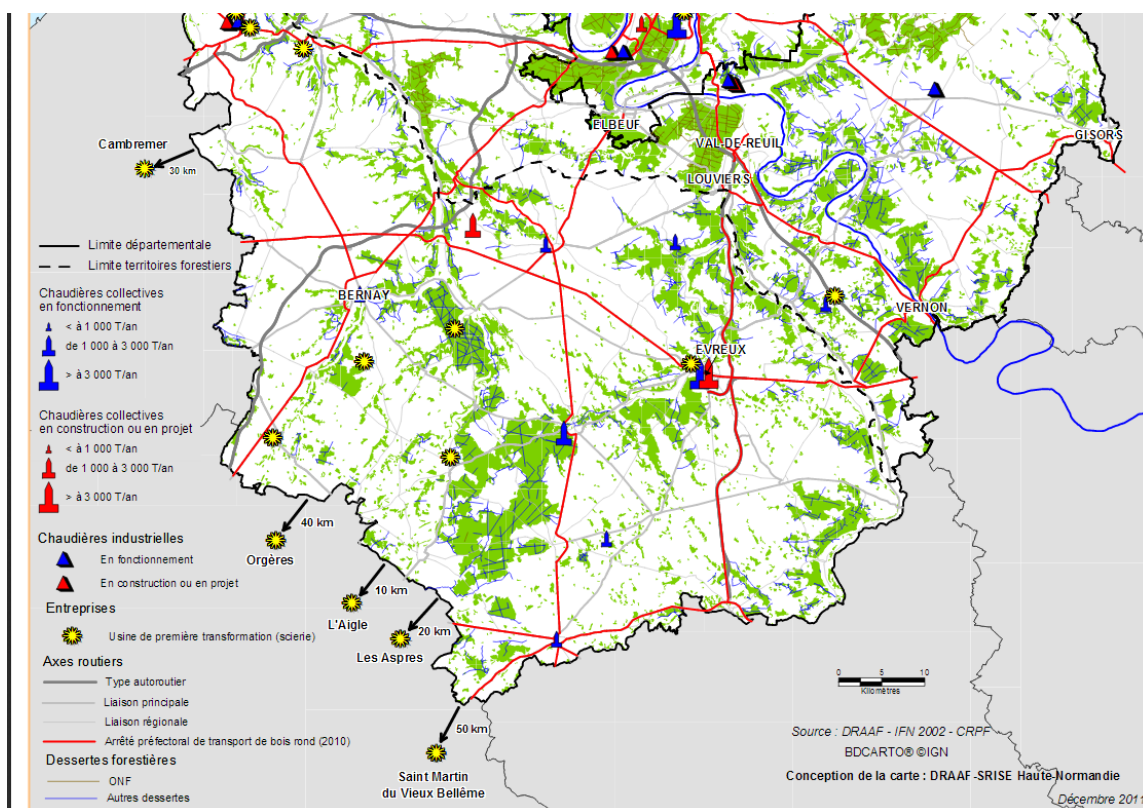 ELBEUF
VAL-DE-REUIL
GISORS
LOUVIERS
Cambremer
30 km
BERNAY
VERNON
EVREUX
Limite départementale
Limite territoires forestiers
Chaudières collectives
en fonctionnement
< à 1 000 T/an
de 1 000 à 3 000 T/an
> à 3 000 T/an
Chaudières collectives
en construction ou en projet
< à 1 000 T/an
de 1 000 à 3 000 T/an
> à 3 000 T/an
Chaudières industrielles
En fonctionnement
En construction ou en projet
Entreprises
Usine de première transformation (scierie)
Axes routiers
Type autoroutier
Liaison principale
Liaison régionale
Arrêté préfectoral de transport de bois rond (2010)
Dessertes forestières
ONF
Autres dessertes
40 km
Orgères
10 km
L'Aigle
20 km
Les Aspres
50 km
Saint Martin
du Vieux Bellême
0 5 10
Kilomètres
Source : DRAAF - IFN 2002 - CRPF
BDCARTO® ©IGN
Conception de la carte : DRAAF-SRISE Haute-Normandie
Décembre 2011